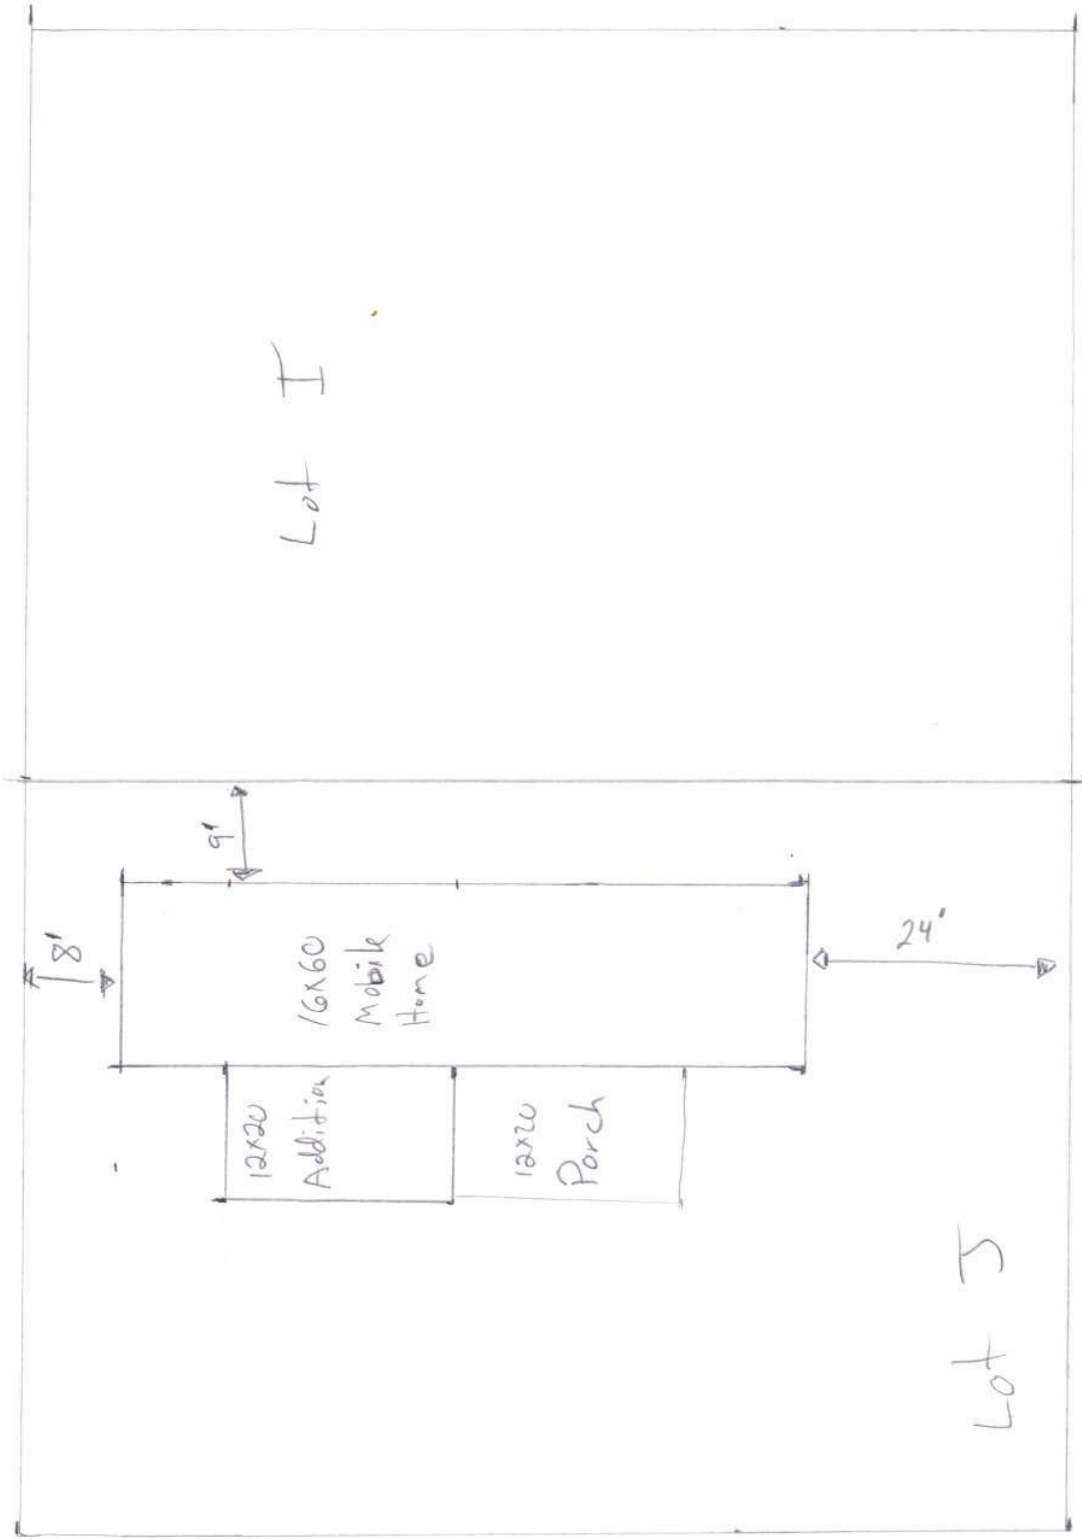 8'
9'
Lot I
12x20
Addition
16x60
Mobile
Home
12x20
Porch
24'
Lot J